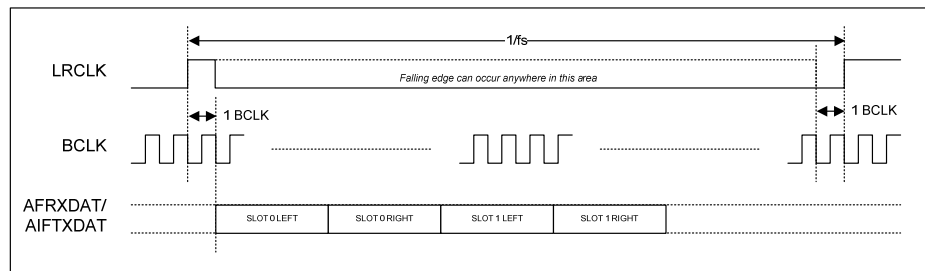 1/fs
LRCLK
Falling edge can occur anywhere in this area
1 BCLK
1 BCLK
BCLK
AFRXDAT/
AIFTXDAT
SLOT 0 LEFT
SLOT 0 RIGHT
SLOT 1 LEFT
SLOT 1 RIGHT